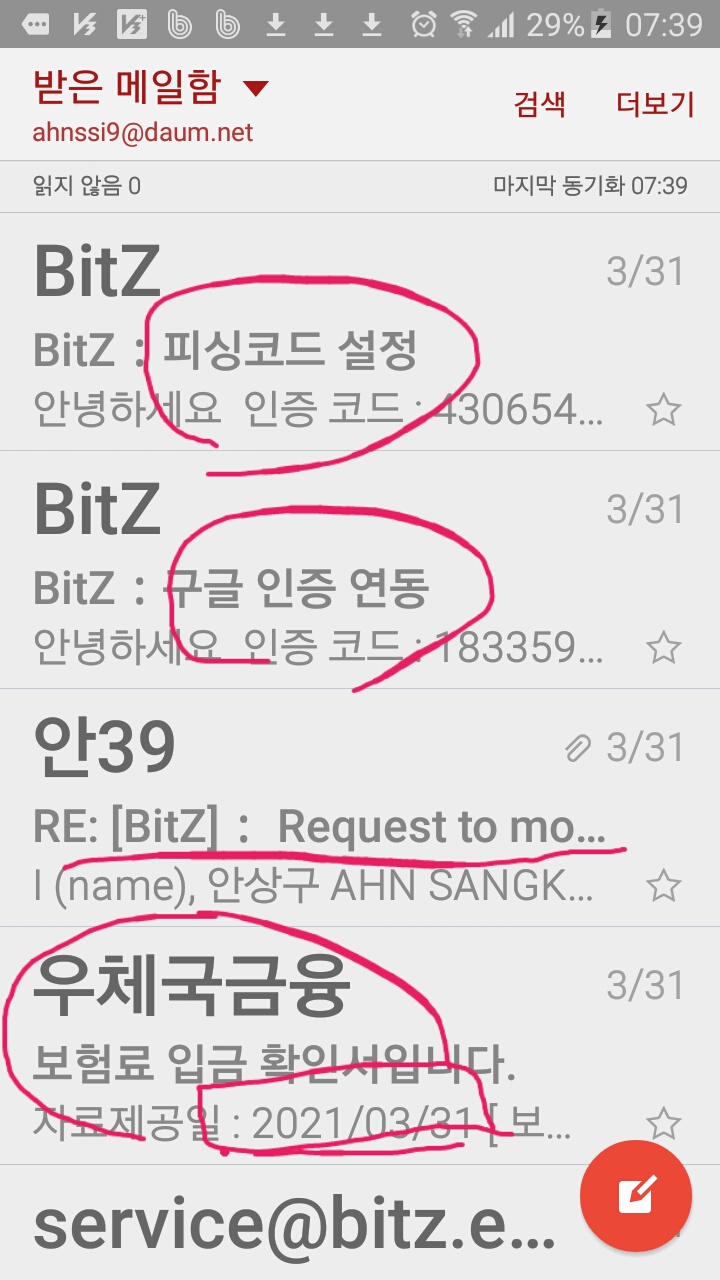 29% 07:39
받은 메일함
ahnssi9@daum.net
검색 더보기
읽지 않음 0 마지막 동기화 07:39
BitZ 3/31
BitZ : 피싱코드 설정
안녕하세요 인증 코드 : 430654...
BitZ 3/31
BitZ : 구글 인증 연동
안녕하세요 인증 코드 : 183359...
안39 3/31
RE: [BitZ] : Request to mo...
I (name), 안상구 AHN SANGK...
우체국금융 3/31
보험료 입금 확인서입니다.
자료제공일 : 2021/03/31 [ 보...
service@bitz.e...